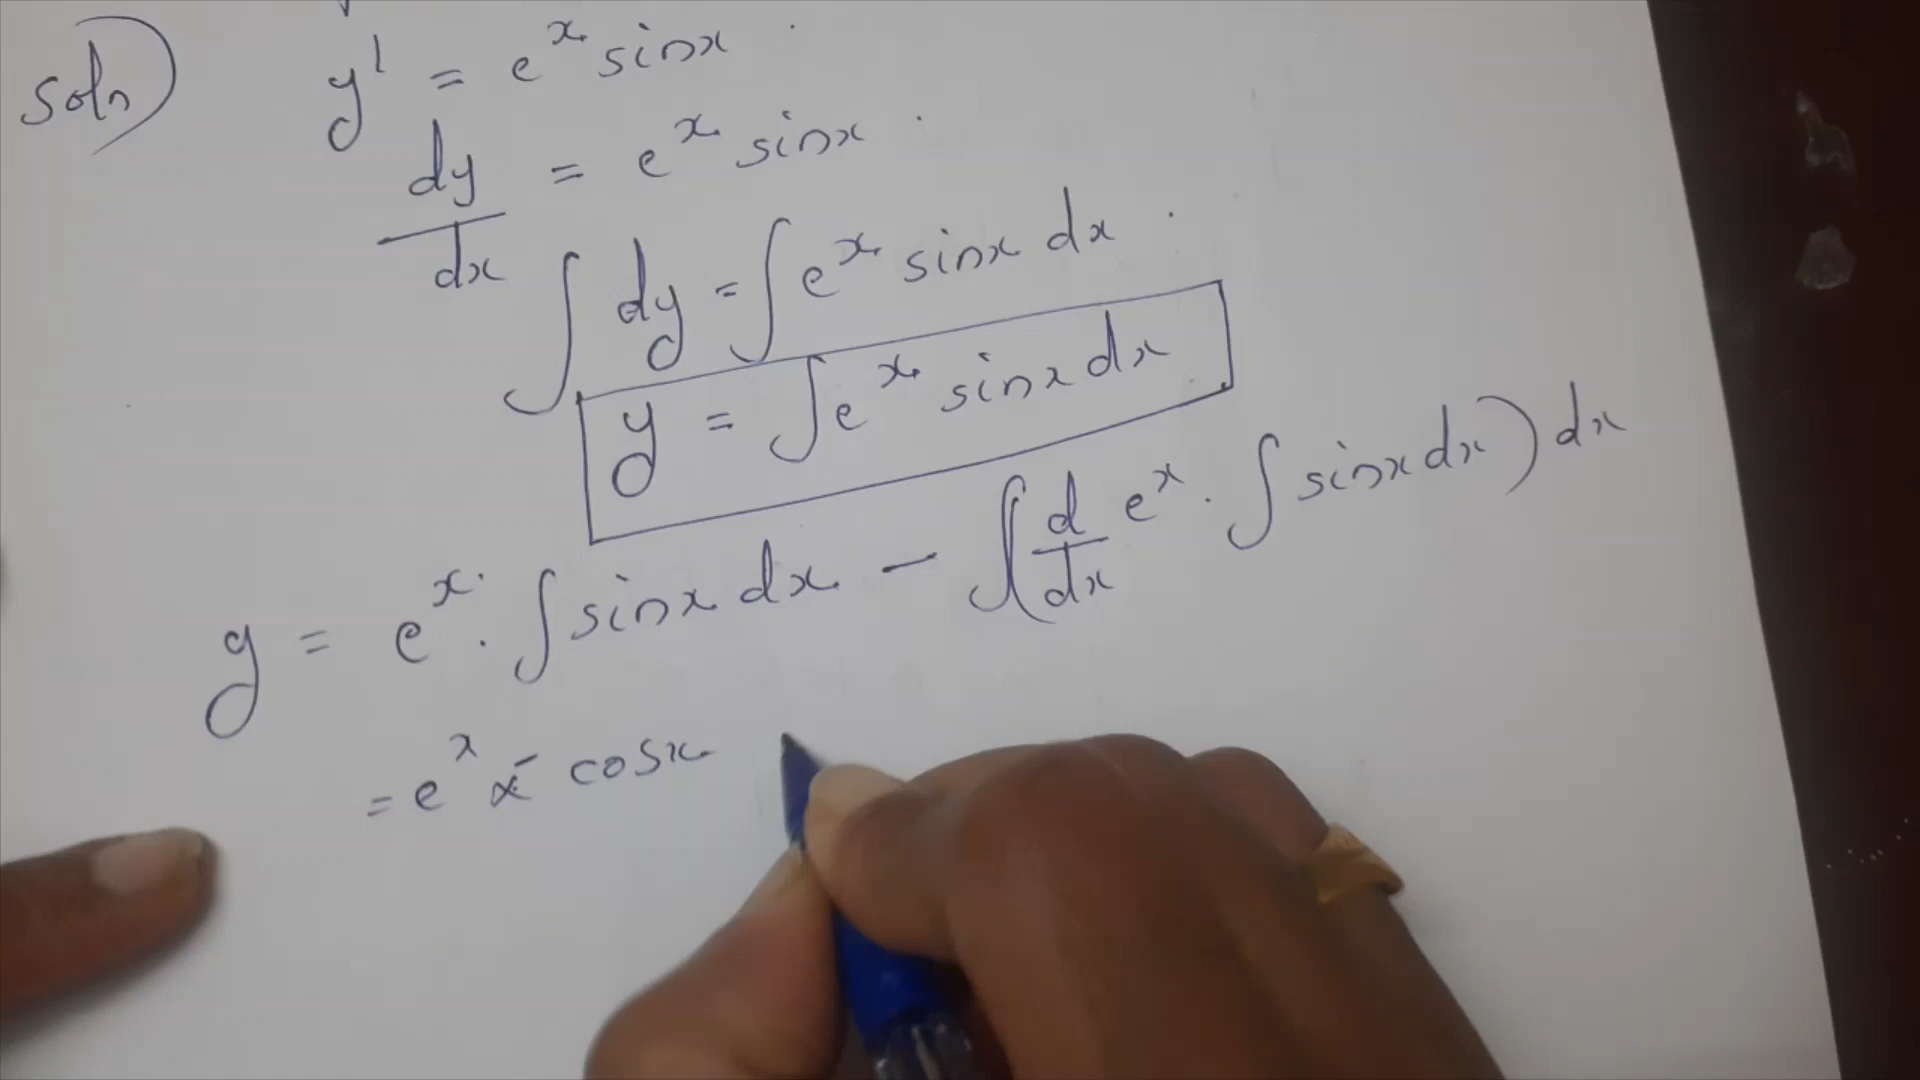 soln) y' = e^x sinx
dy/dx = e^x sinx
∫ dy = ∫ e^x sinx dx
y = ∫ e^x sinx dx
y = e^x . ∫ sinx dx - ∫ (d/dx e^x . ∫ sinx dx) dx
= e^x × - cosx